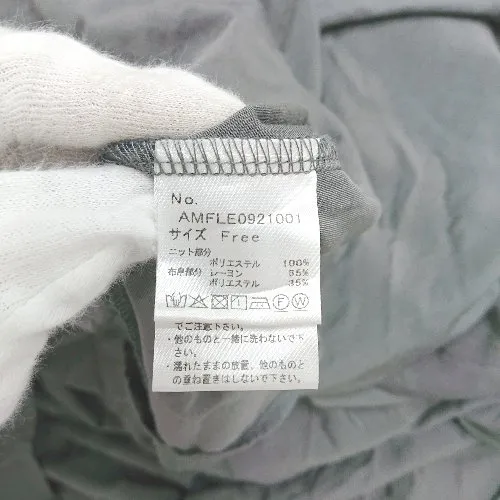 No.
AMFLE0921001
サイズ Free
ニット部分
ポリエステル 100%
布帛部分 レーヨン 65%
ポリエステル 35%
でご注意下さい。
・他のものと一緒に洗わないで下
さい。
・濡れたままの放置、他のものと
の重ね置きはしないで下さい。